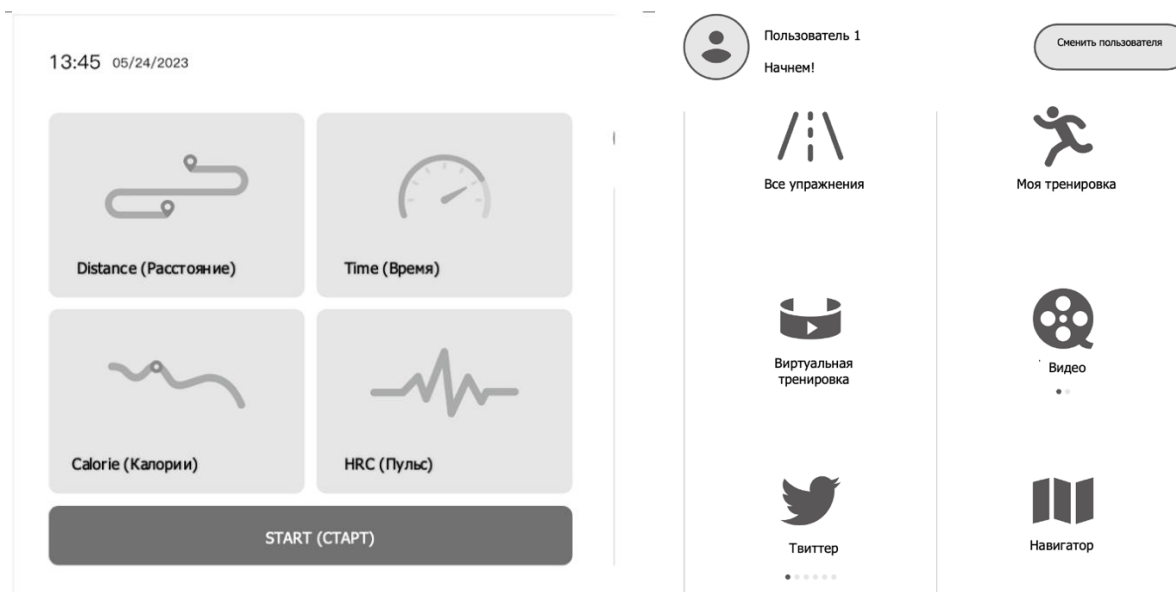 13:45 05/24/2023
Distance (Расстояние)
Time (Время)
Calorie (Калории)
HRC (Пульс)
START (СТАРТ)
Пользователь 1
Начнем!
Сменить пользователя
Все упражнения
Моя тренировка
Виртуальная
тренировка
Видео
Твиттер
Навигатор